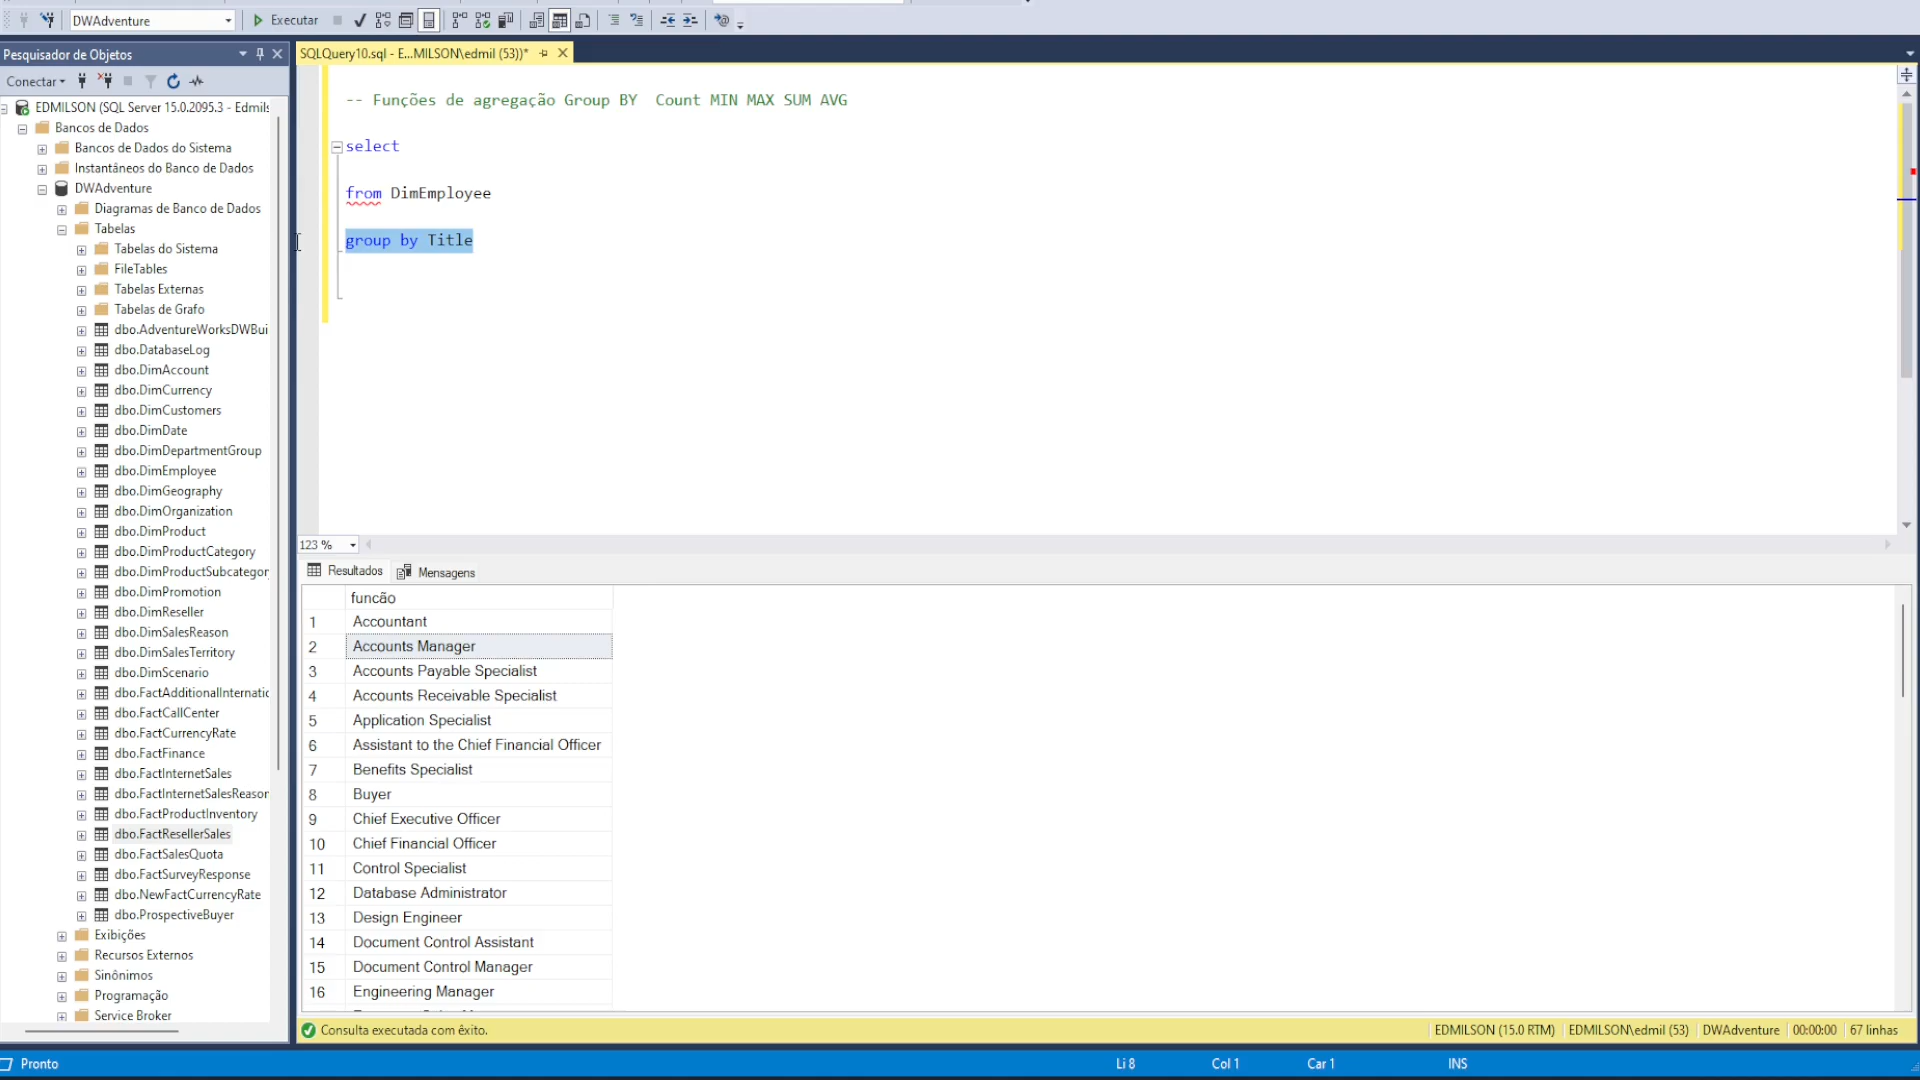 DWAdventure
Executar
Pesquisador de Objetos
Conectar
EDMILSON (SQL Server 15.0.2095.3 - Edmils
Bancos de Dados
Bancos de Dados do Sistema
Instantâneos do Banco de Dados
DWAdventure
Diagramas de Banco de Dados
Tabelas
Tabelas do Sistema
FileTables
Tabelas Externas
Tabelas de Grafo
dbo.AdventureWorksDWBui
dbo.DatabaseLog
dbo.DimAccount
dbo.DimCurrency
dbo.DimCustomers
dbo.DimDate
dbo.DimDepartmentGroup
dbo.DimEmployee
dbo.DimGeography
dbo.DimOrganization
dbo.DimProduct
dbo.DimProductCategory
dbo.DimProductSubcategor
dbo.DimPromotion
dbo.DimReseller
dbo.DimSalesReason
dbo.DimSalesTerritory
dbo.DimScenario
dbo.FactAdditionalInternatic
dbo.FactCallCenter
dbo.FactCurrencyRate
dbo.FactFinance
dbo.FactInternetSales
dbo.FactInternetSalesReason
dbo.FactProductInventory
dbo.FactResellerSales
dbo.FactSalesQuota
dbo.FactSurveyResponse
dbo.NewFactCurrencyRate
dbo.ProspectiveBuyer
Exibições
Recursos Externos
Sinônimos
Programação
Service Broker
SQLQuery10.sql - E...MILSON\edmil (53))*
-- Funções de agregação Group BY  Count MIN MAX SUM AVG
select
from DimEmployee
group by Title
123 %
Resultados Mensagens
funcão
1 Accountant
2 Accounts Manager
3 Accounts Payable Specialist
4 Accounts Receivable Specialist
5 Application Specialist
6 Assistant to the Chief Financial Officer
7 Benefits Specialist
8 Buyer
9 Chief Executive Officer
10 Chief Financial Officer
11 Control Specialist
12 Database Administrator
13 Design Engineer
14 Document Control Assistant
15 Document Control Manager
16 Engineering Manager
Consulta executada com êxito. EDMILSON (15.0 RTM) EDMILSON\edmil (53) DWAdventure 00:00:00 67 linhas
Pronto Li 8 Col 1 Car 1 INS